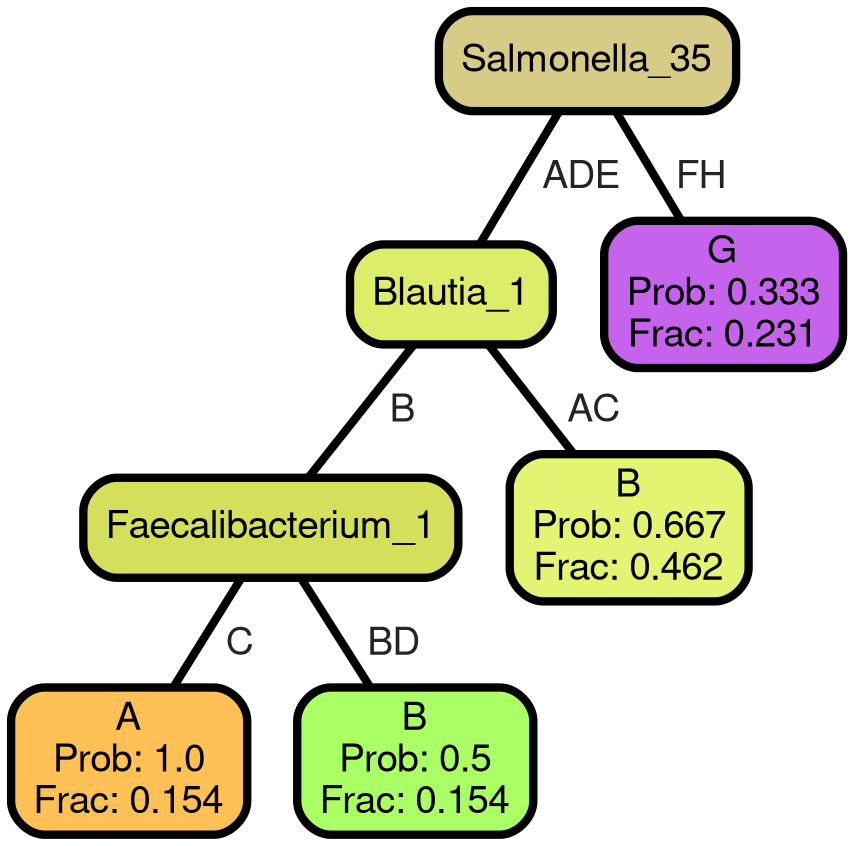 Salmonella_35
ADE
FH
Blautia_1
G
Prob: 0.333
Frac: 0.231
B
AC
Faecalibacterium_1
B
Prob: 0.667
Frac: 0.462
C
BD
A
Prob: 1.0
Frac: 0.154
B
Prob: 0.5
Frac: 0.154